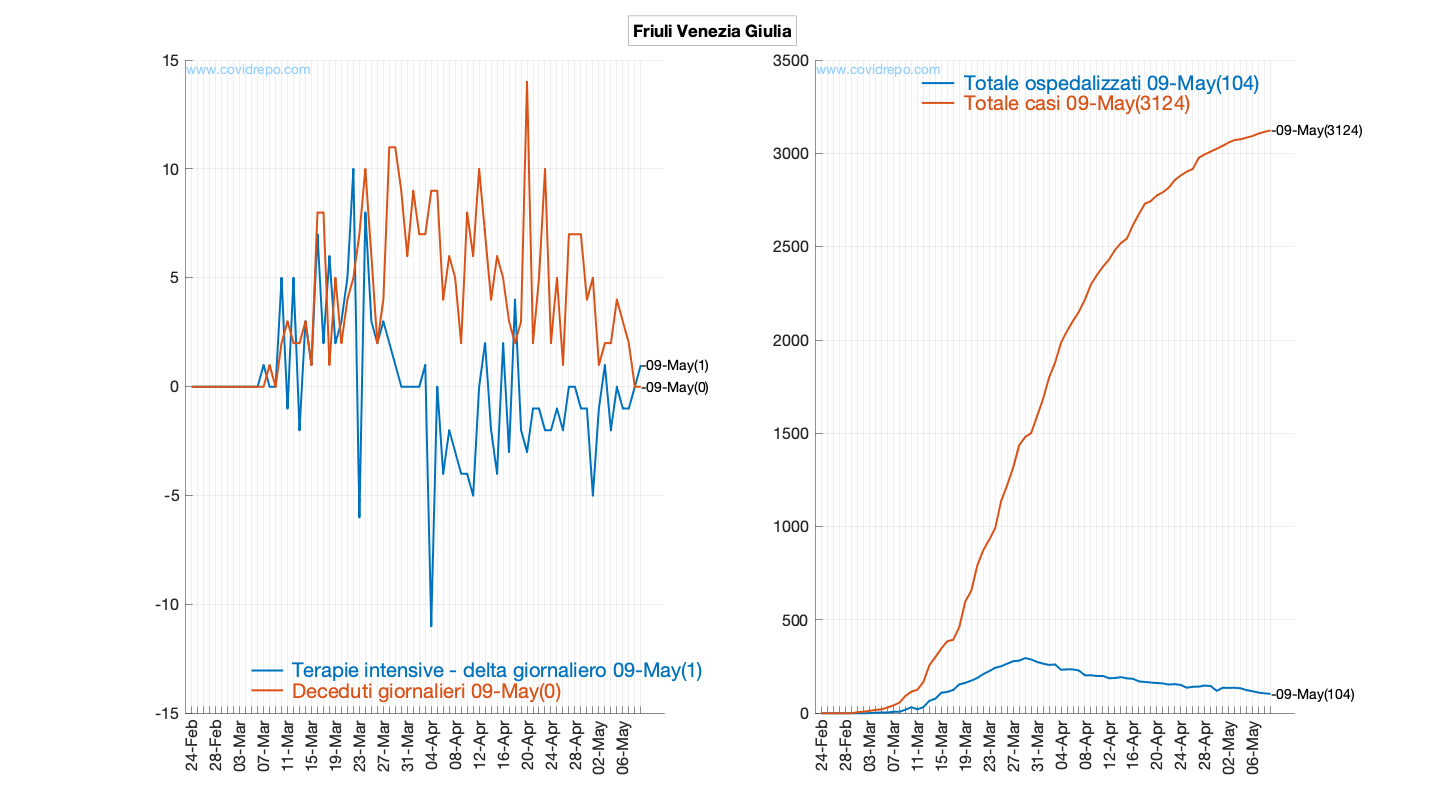 Friuli Venezia Giulia
www.covidrepo.com
15
10
5
0
-5
-10
-15
-09-May(1)
-09-May(0)
Terapie intensive - delta giornaliero 09-May(1)
Deceduti giornalieri 09-May(0)
24-Feb
28-Feb
03-Mar
07-Mar
11-Mar
15-Mar
19-Mar
23-Mar
27-Mar
31-Mar
04-Apr
08-Apr
12-Apr
16-Apr
20-Apr
24-Apr
28-Apr
02-May
06-May
www.covidrepo.com
Totale ospedalizzati 09-May(104)
Totale casi 09-May(3124)
3500
3000
2500
2000
1500
1000
500
0
-09-May(3124)
-09-May(104)
24-Feb
28-Feb
03-Mar
07-Mar
11-Mar
15-Mar
19-Mar
23-Mar
27-Mar
31-Mar
04-Apr
08-Apr
12-Apr
16-Apr
20-Apr
24-Apr
28-Apr
02-May
06-May